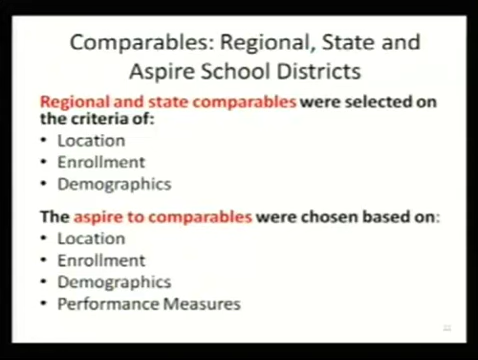 Comparables: Regional, State and
Aspire School Districts
Regional and state comparables were selected on
the criteria of:
• Location
• Enrollment
• Demographics
The aspire to comparables were chosen based on:
• Location
• Enrollment
• Demographics
• Performance Measures